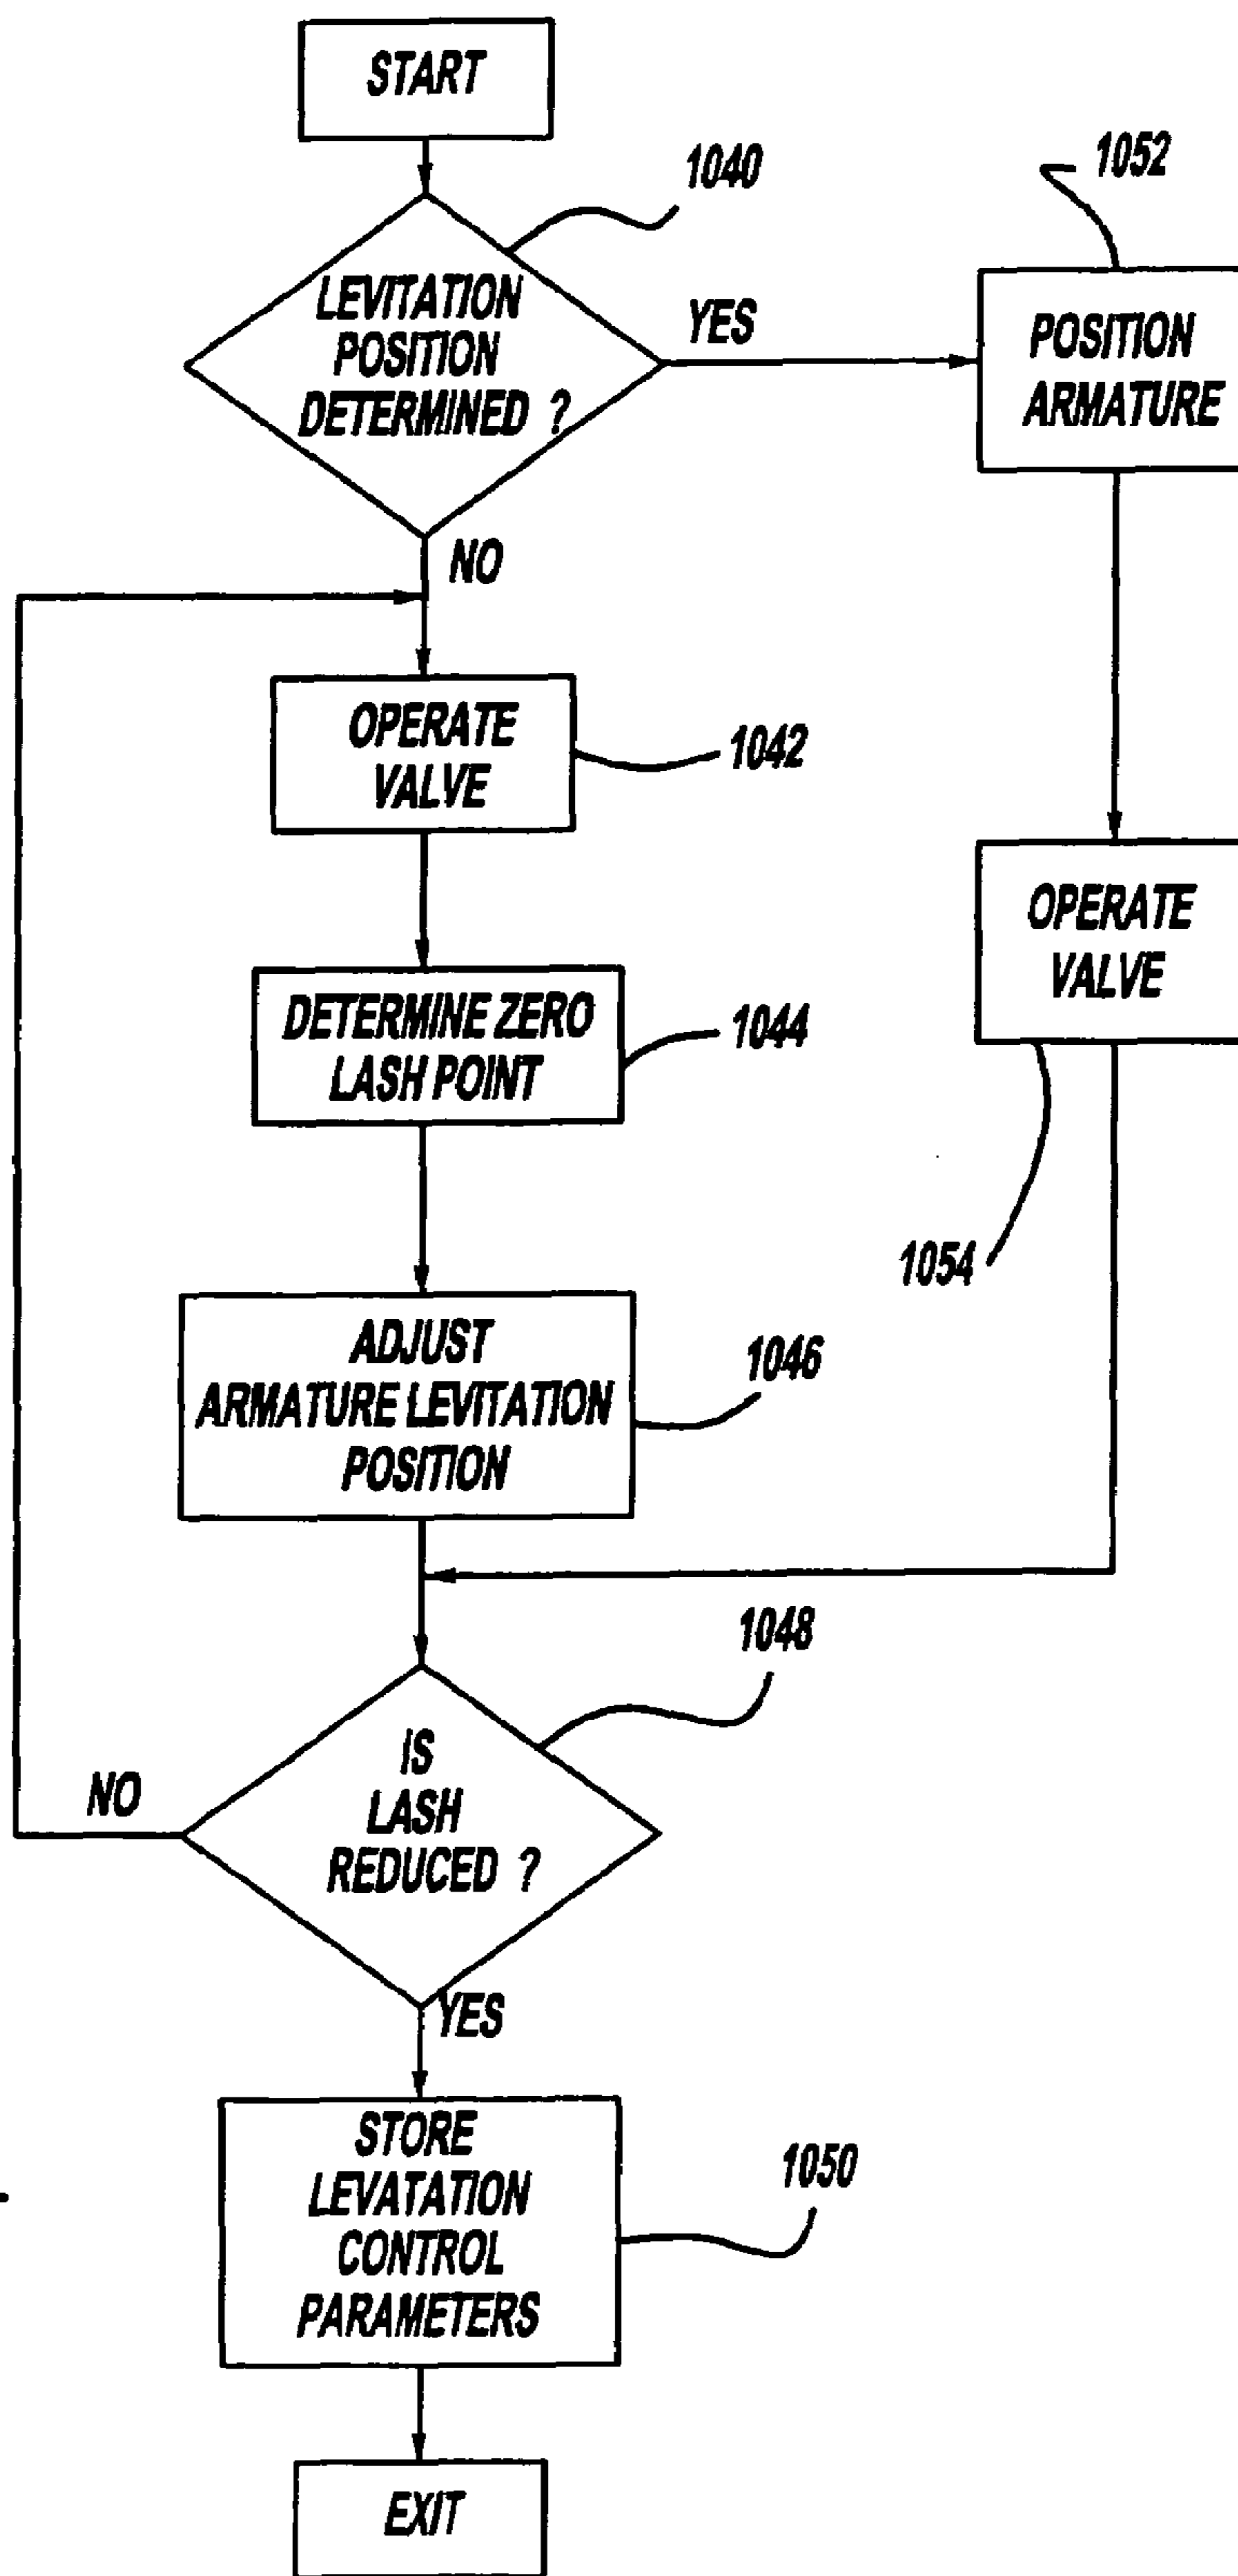 START
1040
1052
LEVITATION
POSITION
DETERMINED ?
YES
POSITION
ARMATURE
NO
OPERATE
VALVE
1042
OPERATE
VALVE
DETERMINE ZERO
LASH POINT
1044
1054
ADJUST
ARMATURE LEVITATION
POSITION
1046
1048
IS
LASH
REDUCED ?
NO
YES
STORE
LEVATATION
CONTROL
PARAMETERS
1050
EXIT